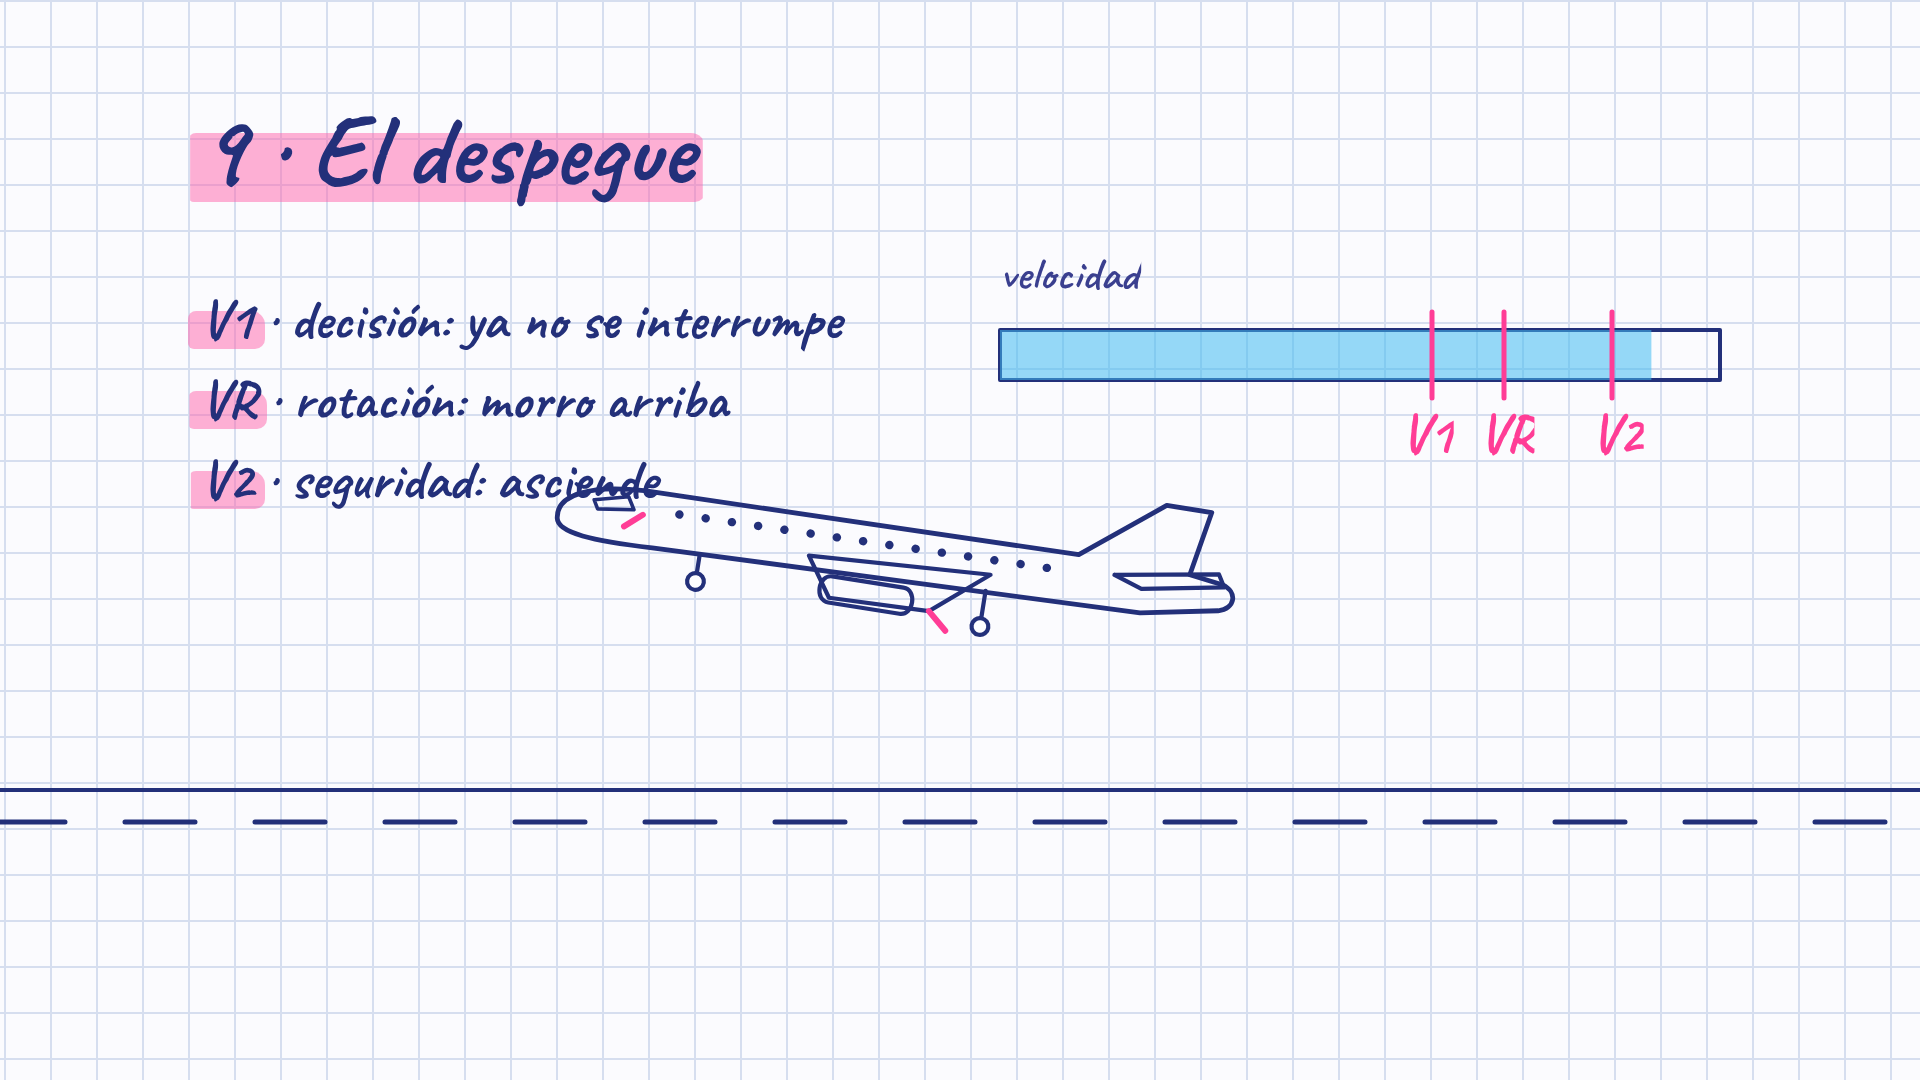 9 · El despegue
velocidad
V1 · decisión: ya no se interrumpe
VR · rotación: morro arriba
V1 VR V2
V2 · seguridad: asciende